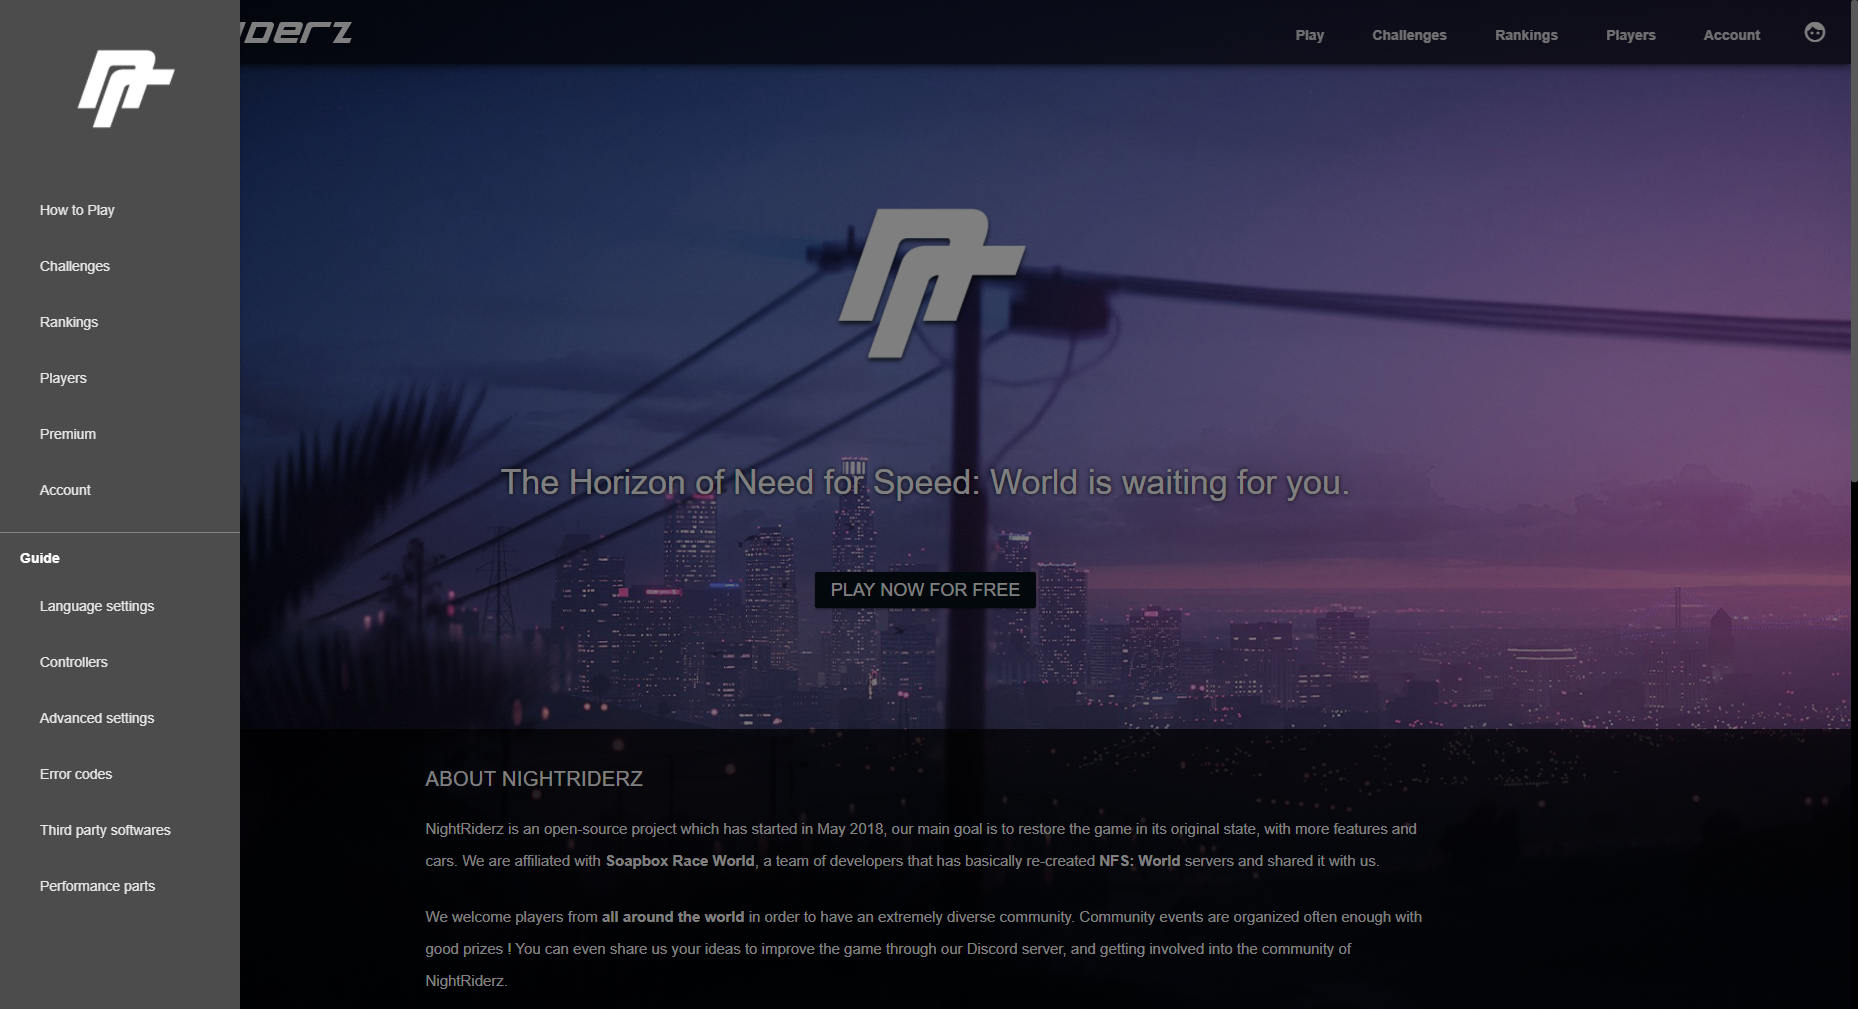 Play
Challenges
Rankings
Players
Account
How to Play
Challenges
Rankings
Players
Premium
Account
Guide
Language settings
Controllers
Advanced settings
Error codes
Third party softwares
Performance parts
The Horizon of Need for Speed: World is waiting for you.
PLAY NOW FOR FREE
ABOUT NIGHTRIDERZ
NightRiderz is an open-source project which has started in May 2018, our main goal is to restore the game in its original state, with more features and
cars. We are affiliated with Soapbox Race World, a team of developers that has basically re-created NFS: World servers and shared it with us.
We welcome players from all around the world in order to have an extremely diverse community. Community events are organized often enough with
good prizes ! You can even share us your ideas to improve the game through our Discord server, and getting involved into the community of
NightRiderz.